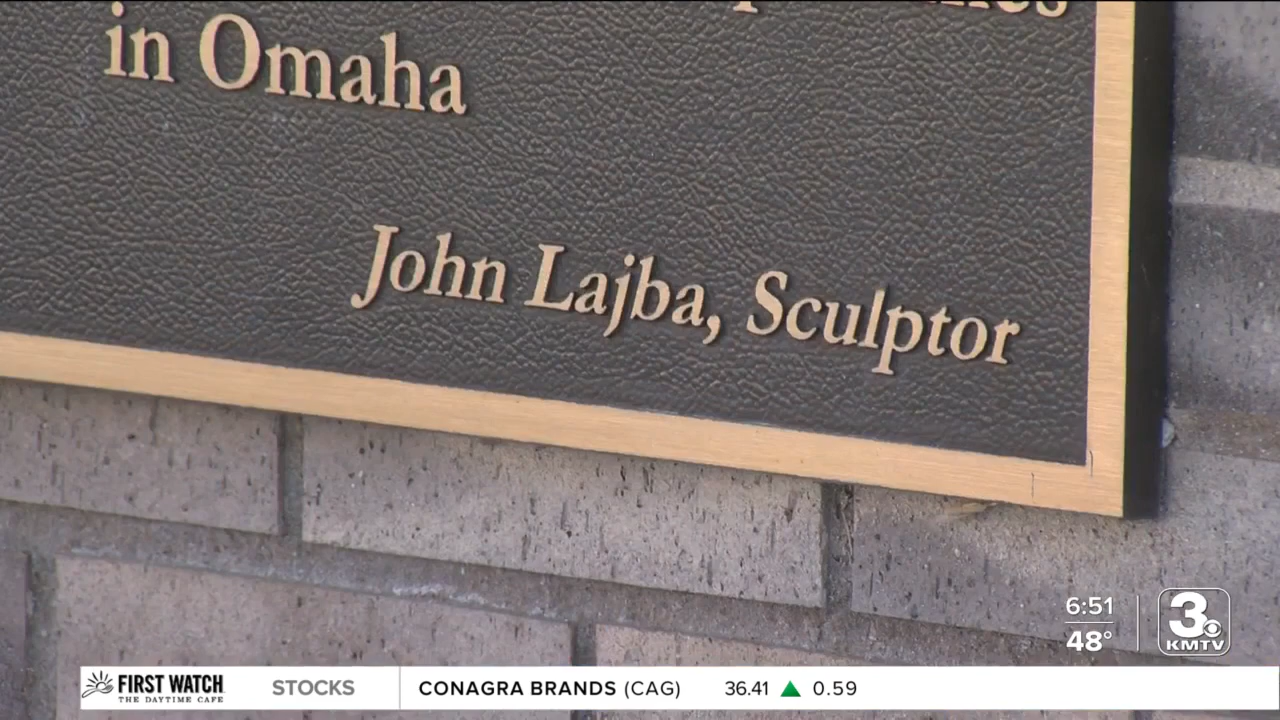 in Omaha
John Lajba, Sculptor
6:51
48°
3
KMTV
FIRST WATCH
THE DAYTIME CAFE
STOCKS
CONAGRA BRANDS (CAG) 36.41 ▲ 0.59